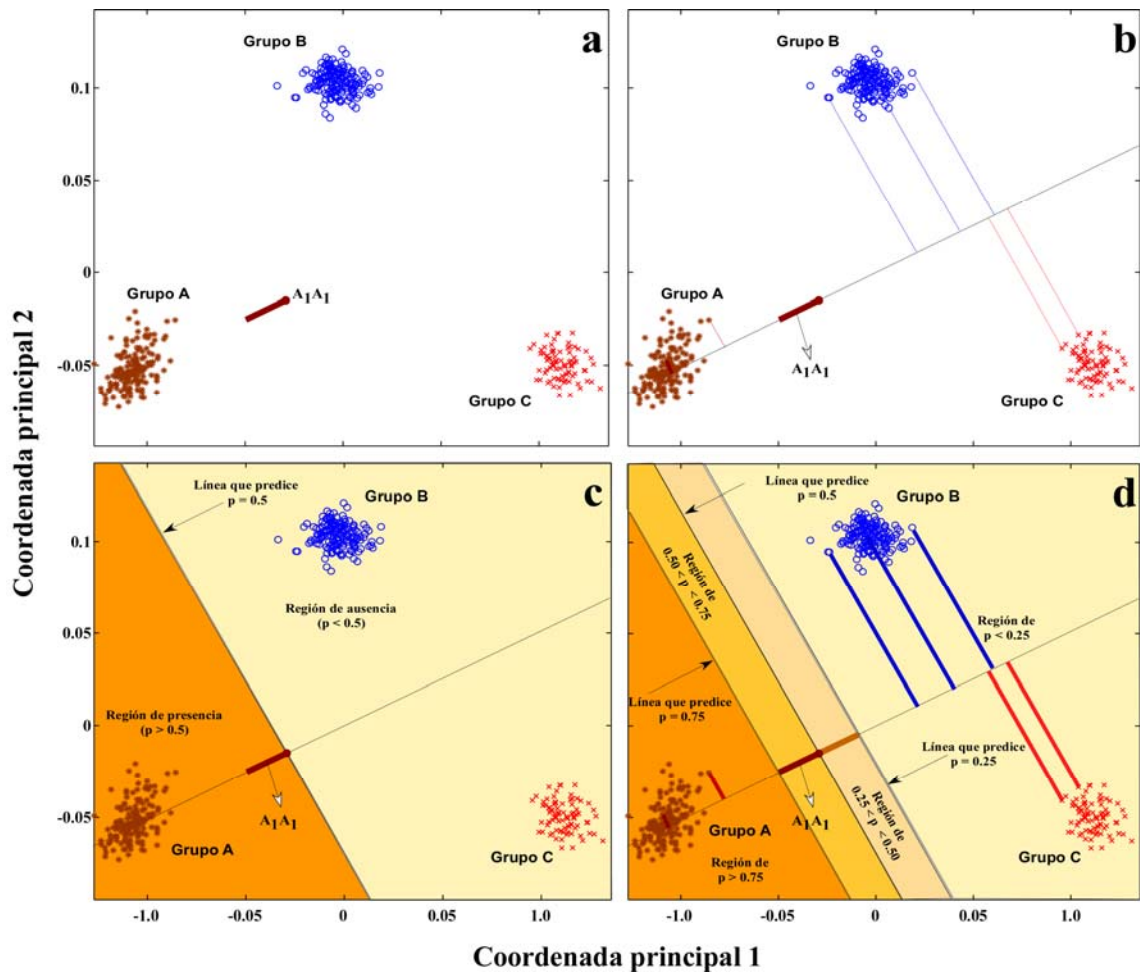 a
Grupo B
0.1
0.05
0
Grupo A
A₁A₁
-0.05
Grupo C
b
Grupo B
Grupo A
A₁A₁
Grupo C
Coordenada principal 2
c
Línea que predice
p = 0.5
Grupo B
0.1
Región de ausencia
(p < 0.5)
0.05
Región de presencia
(p > 0.5)
0
-0.05
A₁A₁
Grupo A
Grupo C
-1.0
-0.05
0
0.05
1.0
d
Línea que predice
p = 0.5
Grupo B
Región de
0.50 < p < 0.75
Región de
p < 0.25
Línea que predice
p = 0.75
Línea que predice
p = 0.25
Región de
0.25 < p < 0.50
Grupo A
A₁A₁
Región de
p > 0.75
Grupo C
-1.0
-0.05
0
0.05
1.0
Coordenada principal 1